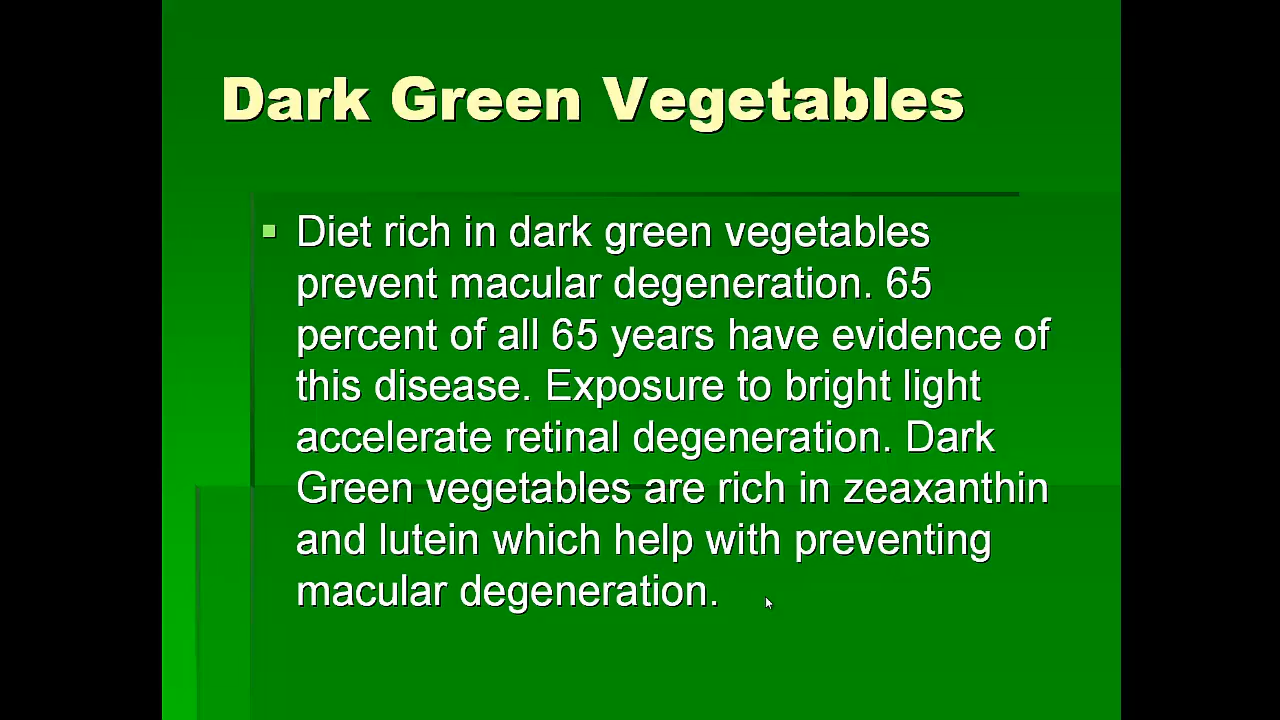 Dark Green Vegetables
Diet rich in dark green vegetables
prevent macular degeneration. 65
percent of all 65 years have evidence of
this disease. Exposure to bright light
accelerate retinal degeneration. Dark
Green vegetables are rich in zeaxanthin
and lutein which help with preventing
macular degeneration.